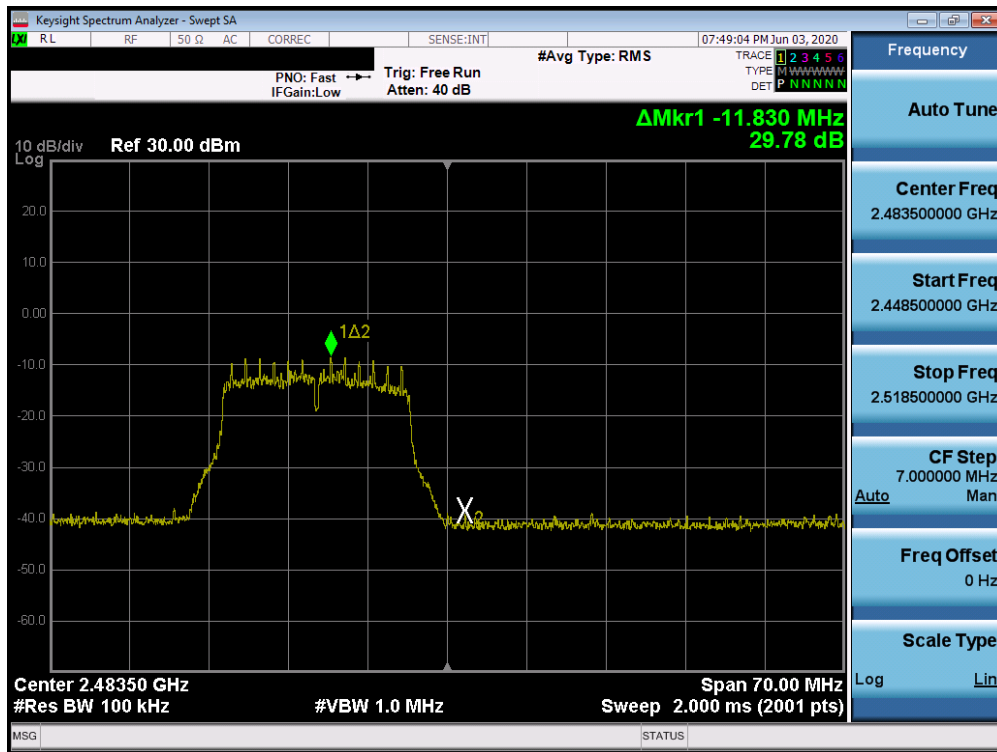 Keysight Spectrum Analyzer - Swept SA
LXI RL RF 50 Ω AC CORREC SENSE:INT 07:49:04 PM Jun 03, 2020
#Avg Type: RMS TRACE 1 2 3 4 5 6
PNO: Fast Trig: Free Run TYPE M WWWWW
IFGain:Low Atten: 40 dB DET P N N N N N
ΔMkr1 -11.830 MHz
29.78 dB
10 dB/div Ref 30.00 dBm
Log
20.0
10.0
0.00
1Δ2
-10.0
-20.0
-30.0
-40.0
X2
-50.0
-60.0
Center 2.48350 GHz Span 70.00 MHz
#Res BW 100 kHz #VBW 1.0 MHz Sweep 2.000 ms (2001 pts)
MSG STATUS
Frequency
Auto Tune
Center Freq
2.483500000 GHz
Start Freq
2.448500000 GHz
Stop Freq
2.518500000 GHz
CF Step
7.000000 MHz
Auto Man
Freq Offset
0 Hz
Scale Type
Log Lin